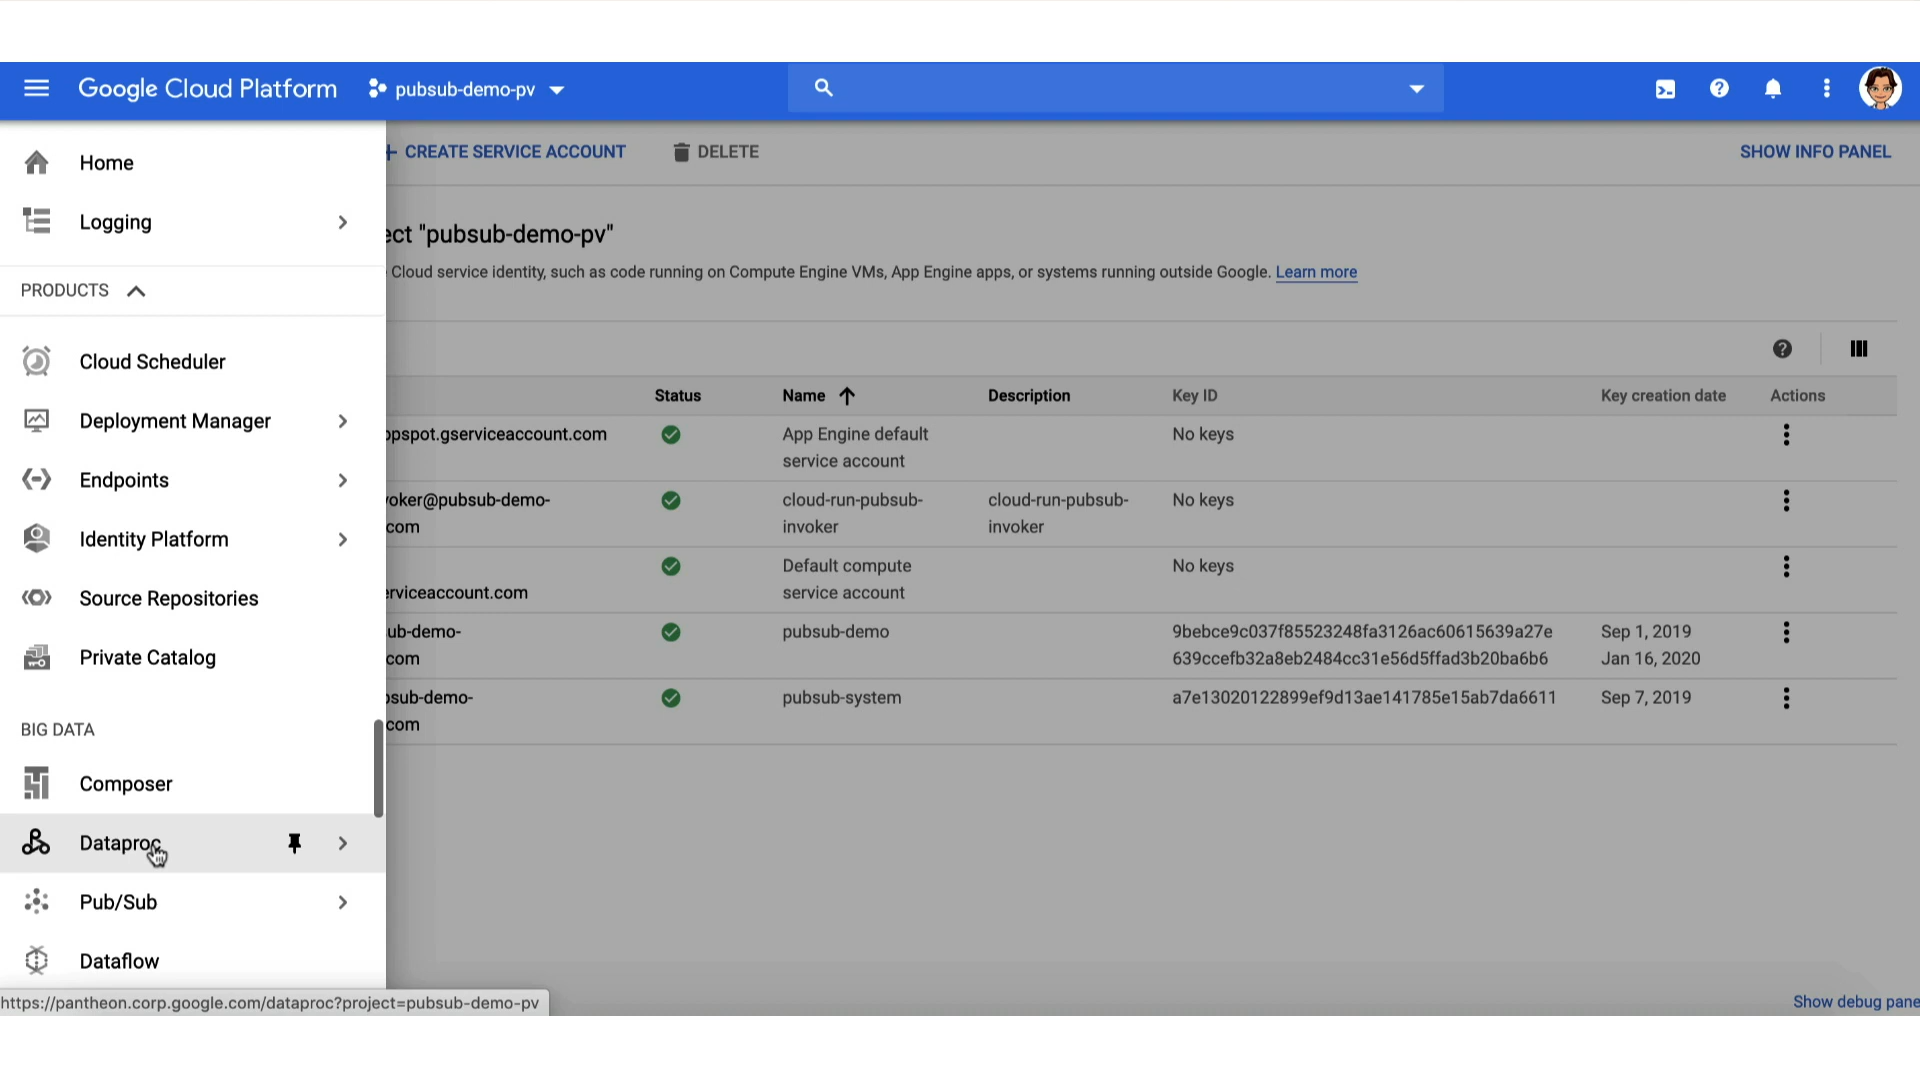 Google Cloud Platform
pubsub-demo-pv
Home
Logging
PRODUCTS
Cloud Scheduler
Deployment Manager
Endpoints
Identity Platform
Source Repositories
Private Catalog
BIG DATA
Composer
Dataproc
Pub/Sub
Dataflow
https://pantheon.corp.google.com/dataproc?project=pubsub-demo-pv
+ CREATE SERVICE ACCOUNT
DELETE
SHOW INFO PANEL
ect "pubsub-demo-pv"
Cloud service identity, such as code running on Compute Engine VMs, App Engine apps, or systems running outside Google. Learn more
Status Name Description Key ID Key creation date Actions
opspot.gserviceaccount.com App Engine default No keys
service account
voker@pubsub-demo- cloud-run-pubsub- cloud-run-pubsub- No keys
com invoker invoker
Default compute No keys
erviceaccount.com service account
ub-demo- pubsub-demo 9bebce9c037f85523248fa3126ac60615639a27e Sep 1, 2019
com 639ccefb32a8eb2484cc31e56d5ffad3b20ba6b6 Jan 16, 2020
bsub-demo- pubsub-system a7e13020122899ef9d13ae141785e15ab7da6611 Sep 7, 2019
com
Show debug pane